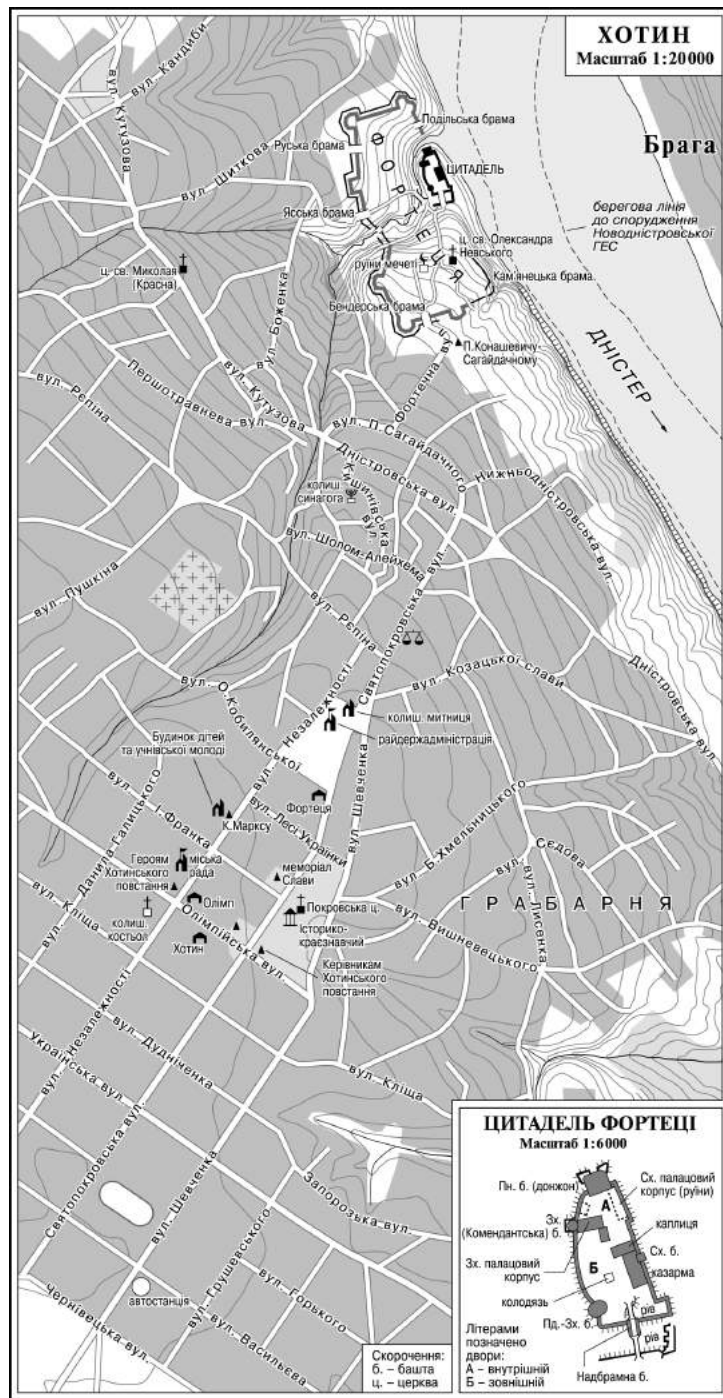 ХОТИН
Масштаб 1:20000
вул. Кандиби
вул. Кутузова
Подільська брама
Руська брама
ФОРТЕЦЯ
Брага
вул. Шиткова
ЦИТАДЕЛЬ
берегова лінія
до спорудження
Новодністровської
ГЕС
Ясська брама
ц. св. Олександра
Невського
руїни мечеті
ц. св. Миколая
(Красна)
Кам'янецька брама
вул. Боженка
Бендерська брама
П.Конашевичу-
Сагайдачному
ДНІСТЕР
Фортечна вул.
вул. Рєпіна
Першотравнева вул.
вул. Кутузова
вул. П.Сагайдачного
Дністровська вул.
Нижньодністровська вул.
колиш.
синагога
Кишинівська
вул.
вул. Шолом-Алейхема
вул. Пушкіна
вул. Рєпіна
Святопокровська вул.
вул. Козацької слави
Дністровська вул.
вул. О.Кобилянської
вул. Незалежності
колиш. митниця
райдержадміністрація
Будинок дітей
та учнівської молоді
вул. Шевченка
Фортеця
вул. Данила Галицького
вул. І.Франка
К.Марксу
вул. Лесі Українки
вул. Б.Хмельницького
Сєдова
вул.
Героям
Хотинського
повстання
міська
рада
меморіал
Слави
вул. Лисенка
ГРАБАРНЯ
вул. Кліща
Олімп
колиш.
костьол
Хотин
Олімпійська вул.
Покровська ц.
Історико-
краєзнавчий
вул. Вишневецького
Керівникам
Хотинського
повстання
вул. Незалежності
вул. Дудніченка
вул. Кліща
Українська вул.
Святопокровська вул.
вул. Шевченка
Запорозька вул.
вул. Грушевського
вул. Горького
автостанція
Чернівецька вул.
вул. Васильєва
Скорочення:
б. – башта
ц. – церква
ЦИТАДЕЛЬ ФОРТЕЦІ
Масштаб 1:6000
Пн. б. (донжон)
Сх. палацовий
корпус (руїни)
А
Зх.
(Комендантська) б.
каплиця
Зх. палацовий
корпус
Сх. б.
Б
казарма
колодязь
рів
Пд.-Зх. б.
рів
Літерами
позначено
двори:
А – внутрішній
Б – зовнішній
Надбрамна б.